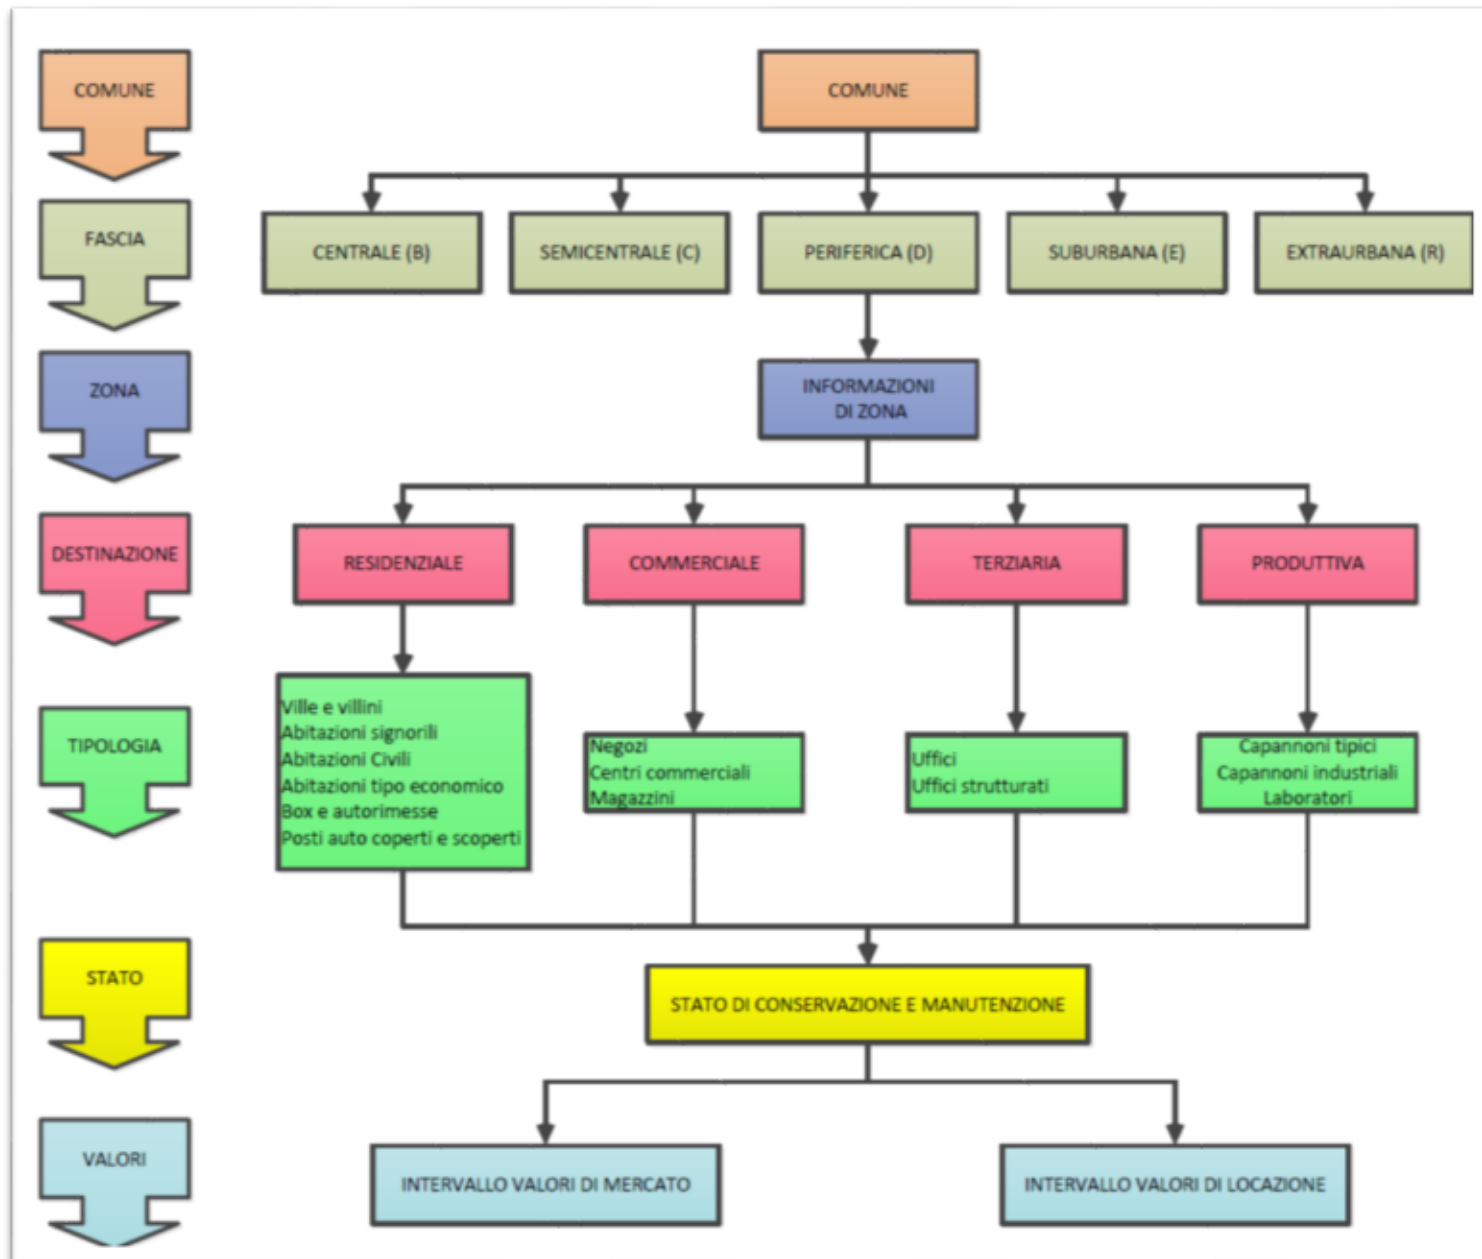 COMUNE
COMUNE
FASCIA
CENTRALE (B)
SEMICENTRALE (C)
PERIFERICA (D)
SUBURBANA (E)
EXTRAURBANA (R)
ZONA
INFORMAZIONI
DI ZONA
DESTINAZIONE
RESIDENZIALE
COMMERCIALE
TERZIARIA
PRODUTTIVA
TIPOLOGIA
Ville e villini
Abitazioni signorili
Abitazioni Civili
Abitazioni tipo economico
Box e autorimesse
Posti auto coperti e scoperti
Negozi
Centri commerciali
Magazzini
Uffici
Uffici strutturati
Capannoni tipici
Capannoni industriali
Laboratori
STATO
STATO DI CONSERVAZIONE E MANUTENZIONE
VALORI
INTERVALLO VALORI DI MERCATO
INTERVALLO VALORI DI LOCAZIONE